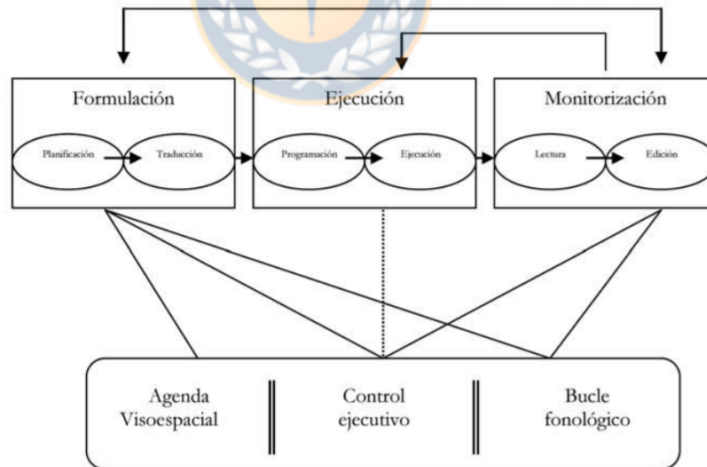 Formulación
Ejecución
Monitorización
Planificación
Traducción
Programación
Ejecución
Lectura
Edición
Agenda
Visoespacial
Control
ejecutivo
Bucle
fonológico